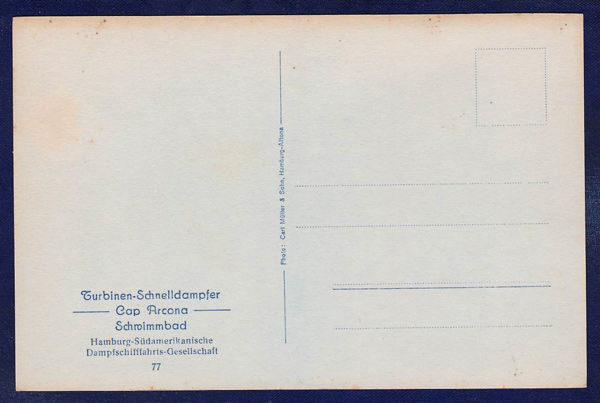 Turbinen-Schnelldampfer
Cap Arcona
Schwimmbad
Hamburg-Südamerikanische
Dampfschifffahrts-Gesellschaft
77
Photo: Carl Müller & Sohn, Hamburg-Altona